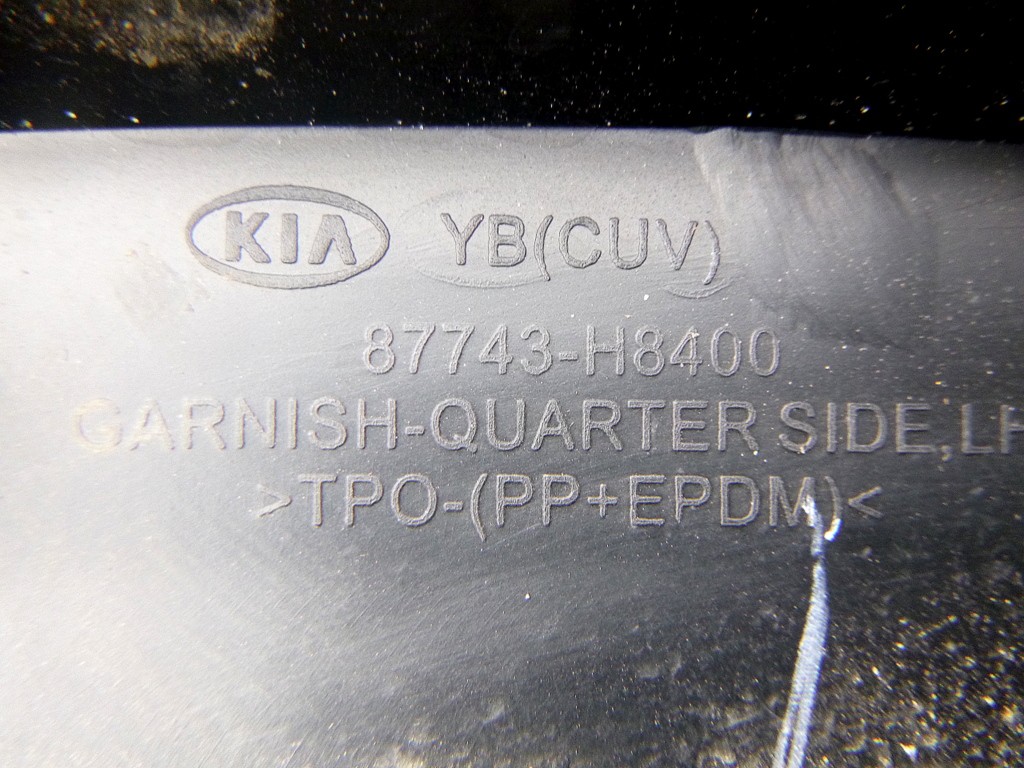 KIA YB(CUV)
87743-H8400
GARNISH-QUARTER SIDE,LH
>TPO-(PP+EPDM)<